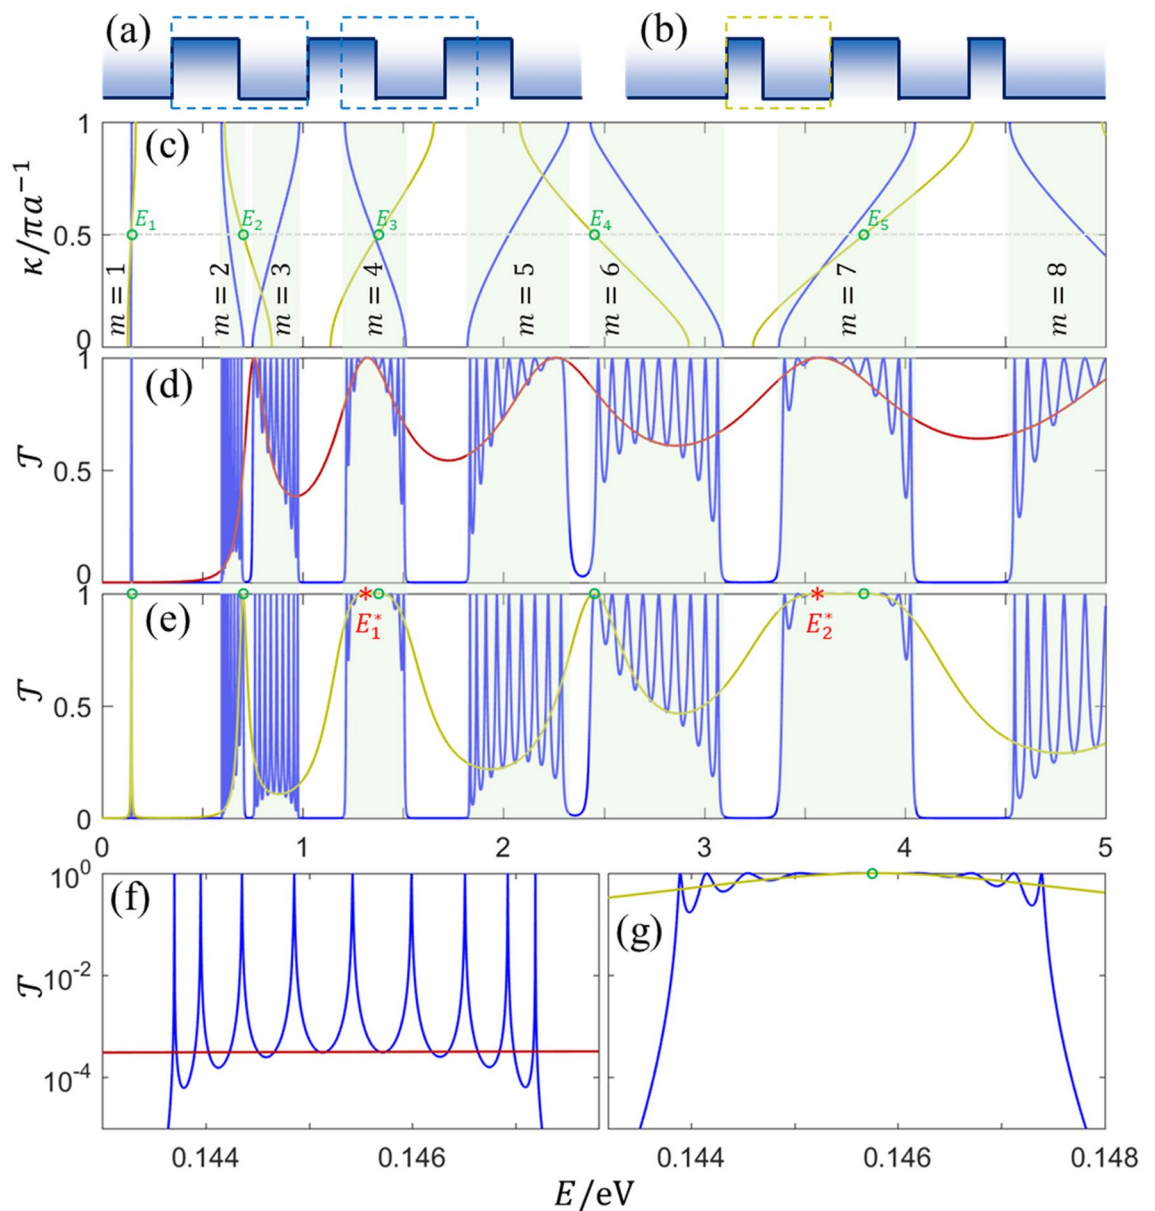 (a) (b)
1 (c)
κ/πa⁻¹ 0.5 E₁ E₂ E₃ E₄ E₅
m = 1 m = 2 m = 3 m = 4 m = 5 m = 6 m = 7 m = 8
0
1 (d)
𝒯 0.5
0
1 (e) E₁* E₂*
𝒯 0.5
0
0 1 2 3 4 5
10⁰ (f) (g)
𝒯 10⁻²
10⁻⁴
0.144 0.146 0.144 0.146 0.148
E/eV